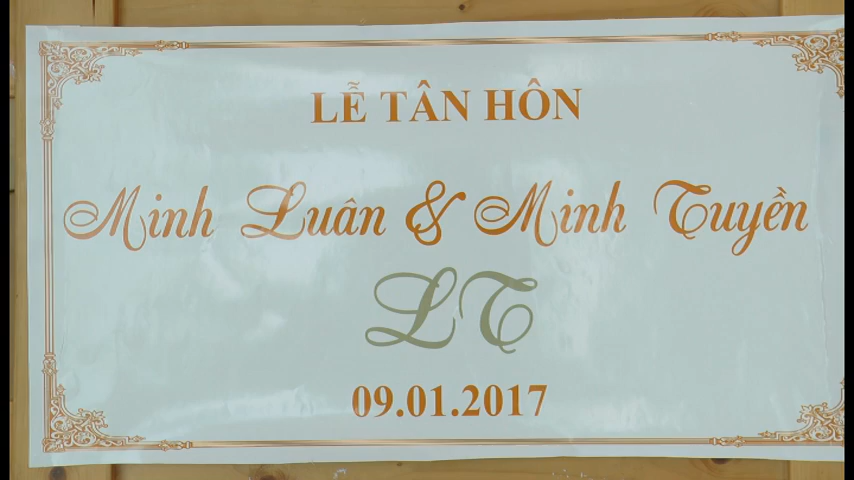 LỄ TÂN HÔN
Minh Luân & Minh Tuyền
LT
09.01.2017